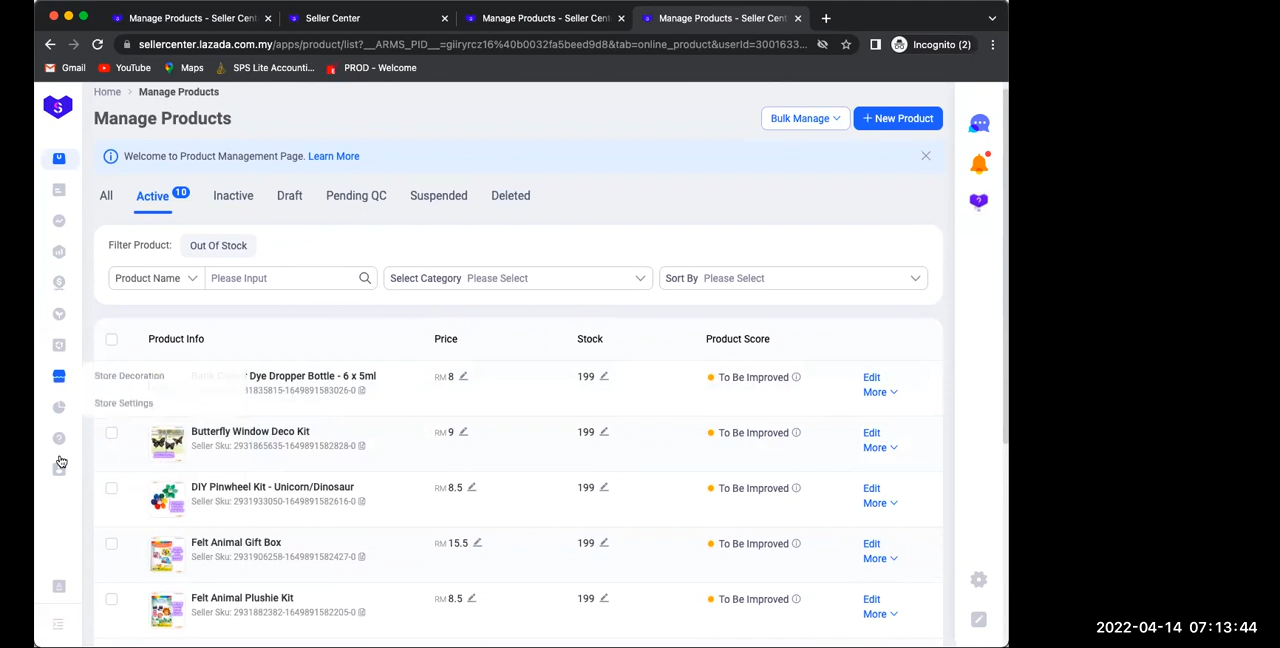 Manage Products - Seller Cent
Seller Center
Manage Products - Seller Cent
Manage Products - Seller Cent
sellercenter.lazada.com.my/apps/product/list?__ARMS_PID__=giiryrcz16%40b0032fa5beed9d8&tab=online_product&userId=3001633...
Incognito (2)
Gmail
YouTube
Maps
SPS Lite Accounti...
PROD - Welcome
Home > Manage Products
Manage Products
Bulk Manage
+ New Product
Welcome to Product Management Page. Learn More
All
Active 10
Inactive
Draft
Pending QC
Suspended
Deleted
Filter Product:
Out Of Stock
Product Name
Please Input
Select Category Please Select
Sort By Please Select
Product Info
Price
Stock
Product Score
Store Decoration
Store Settings
Dye Dropper Bottle - 6 x 5ml
1835815-1649891583026-0
RM 8
199
To Be Improved
Edit
More
Butterfly Window Deco Kit
Seller Sku: 2931865635-1649891582828-0
RM 9
199
To Be Improved
Edit
More
DIY Pinwheel Kit - Unicorn/Dinosaur
Seller Sku: 2931933050-1649891582616-0
RM 8.5
199
To Be Improved
Edit
More
Felt Animal Gift Box
Seller Sku: 2931906258-1649891582427-0
RM 15.5
199
To Be Improved
Edit
More
Felt Animal Plushie Kit
Seller Sku: 2931882382-1649891582205-0
RM 8.5
199
To Be Improved
Edit
More
2022-04-14 07:13:44